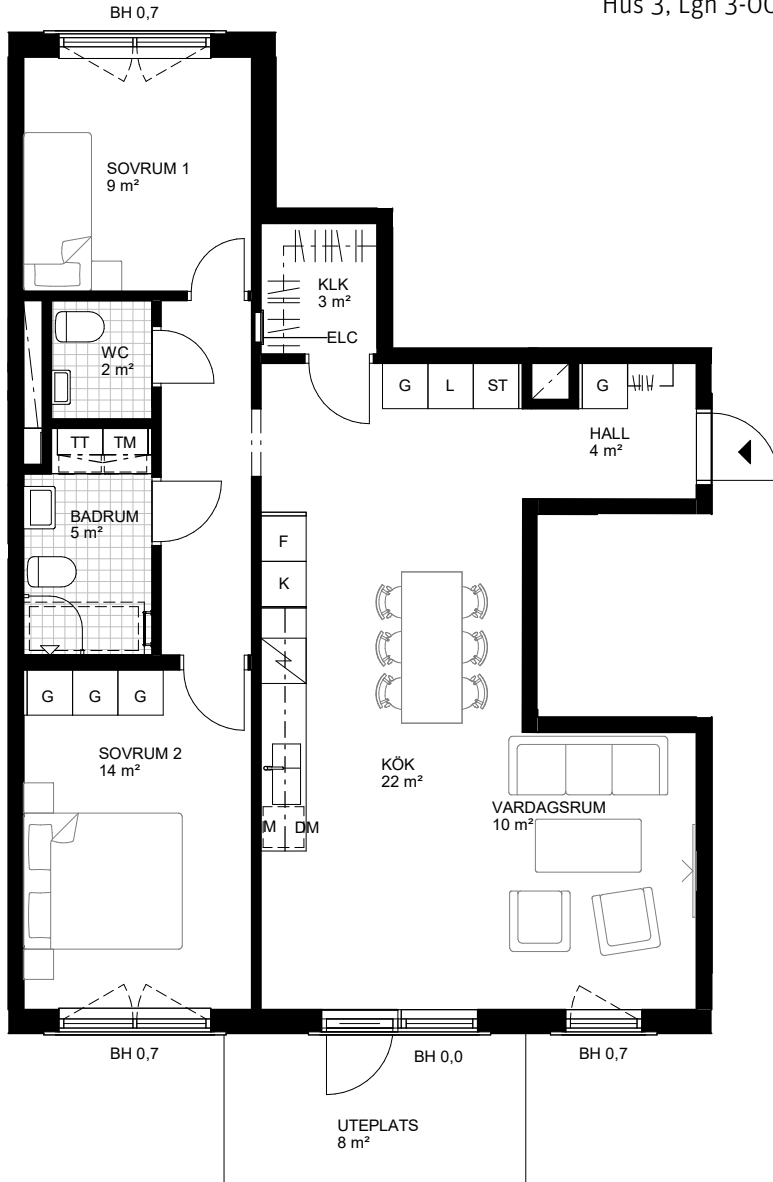 Hus 3, Lgh 3-00
BH 0,7
SOVRUM 1
9 m²
KLK
3 m²
ELC
WC
2 m²
G
L
ST
G
HALL
4 m²
TT
TM
BADRUM
5 m²
F
K
G
G
G
SOVRUM 2
14 m²
KÖK
22 m²
VARDAGSRUM
10 m²
M
DM
BH 0,7
BH 0,0
BH 0,7
UTEPLATS
8 m²